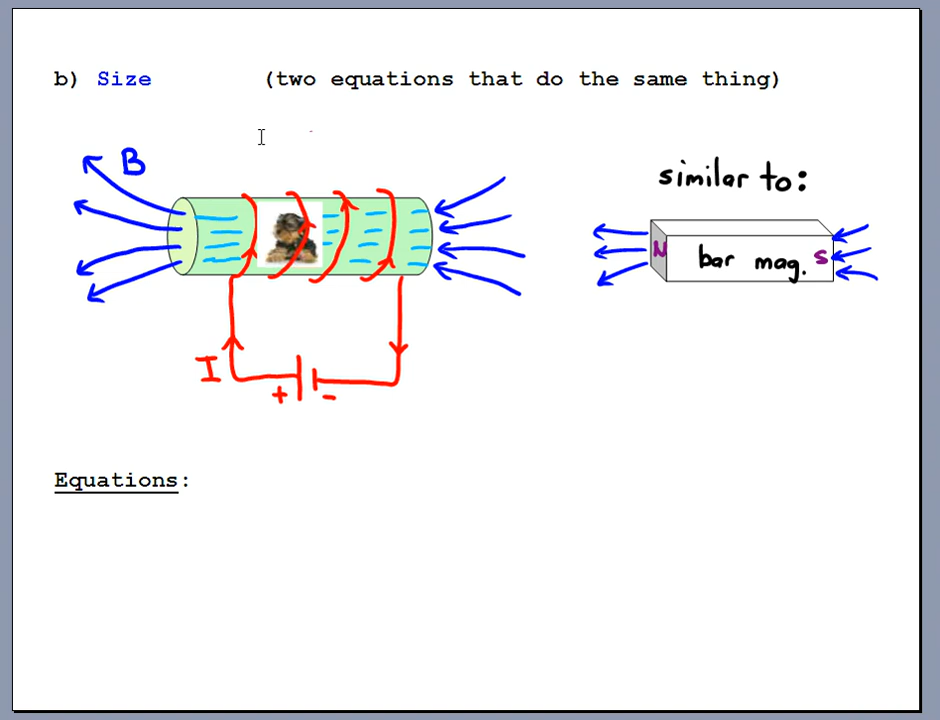 b) Size (two equations that do the same thing)
B
similar to:
N bar mag. S
I
+ -
Equations: